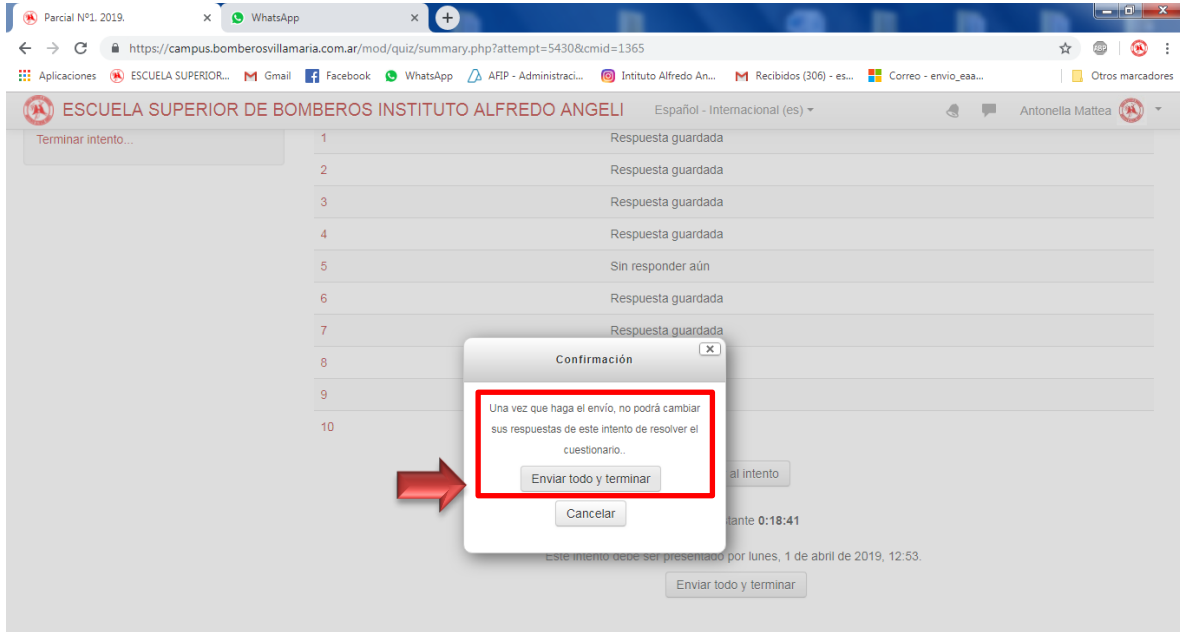 Parcial Nº1. 2019.
WhatsApp
https://campus.bomberosvillamaria.com.ar/mod/quiz/summary.php?attempt=5430&cmid=1365
ABP
Aplicaciones ESCUELA SUPERIOR... Gmail Facebook WhatsApp AFIP - Administraci... Intituto Alfredo An... Recibidos (306) - es... Correo - envio_eaa... Otros marcadores
ESCUELA SUPERIOR DE BOMBEROS INSTITUTO ALFREDO ANGELI Español - Internacional (es) Antonella Mattea
Terminar intento...
1 Respuesta guardada
2 Respuesta guardada
3 Respuesta guardada
4 Respuesta guardada
5 Sin responder aún
6 Respuesta guardada
7 Respuesta guardada
8
9
10
Confirmación
Una vez que haga el envío, no podrá cambiar
sus respuestas de este intento de resolver el
cuestionario..
Enviar todo y terminar
Cancelar
al intento
0:18:41
Este intento debe ser presentado por lunes, 1 de abril de 2019, 12:53.
Enviar todo y terminar